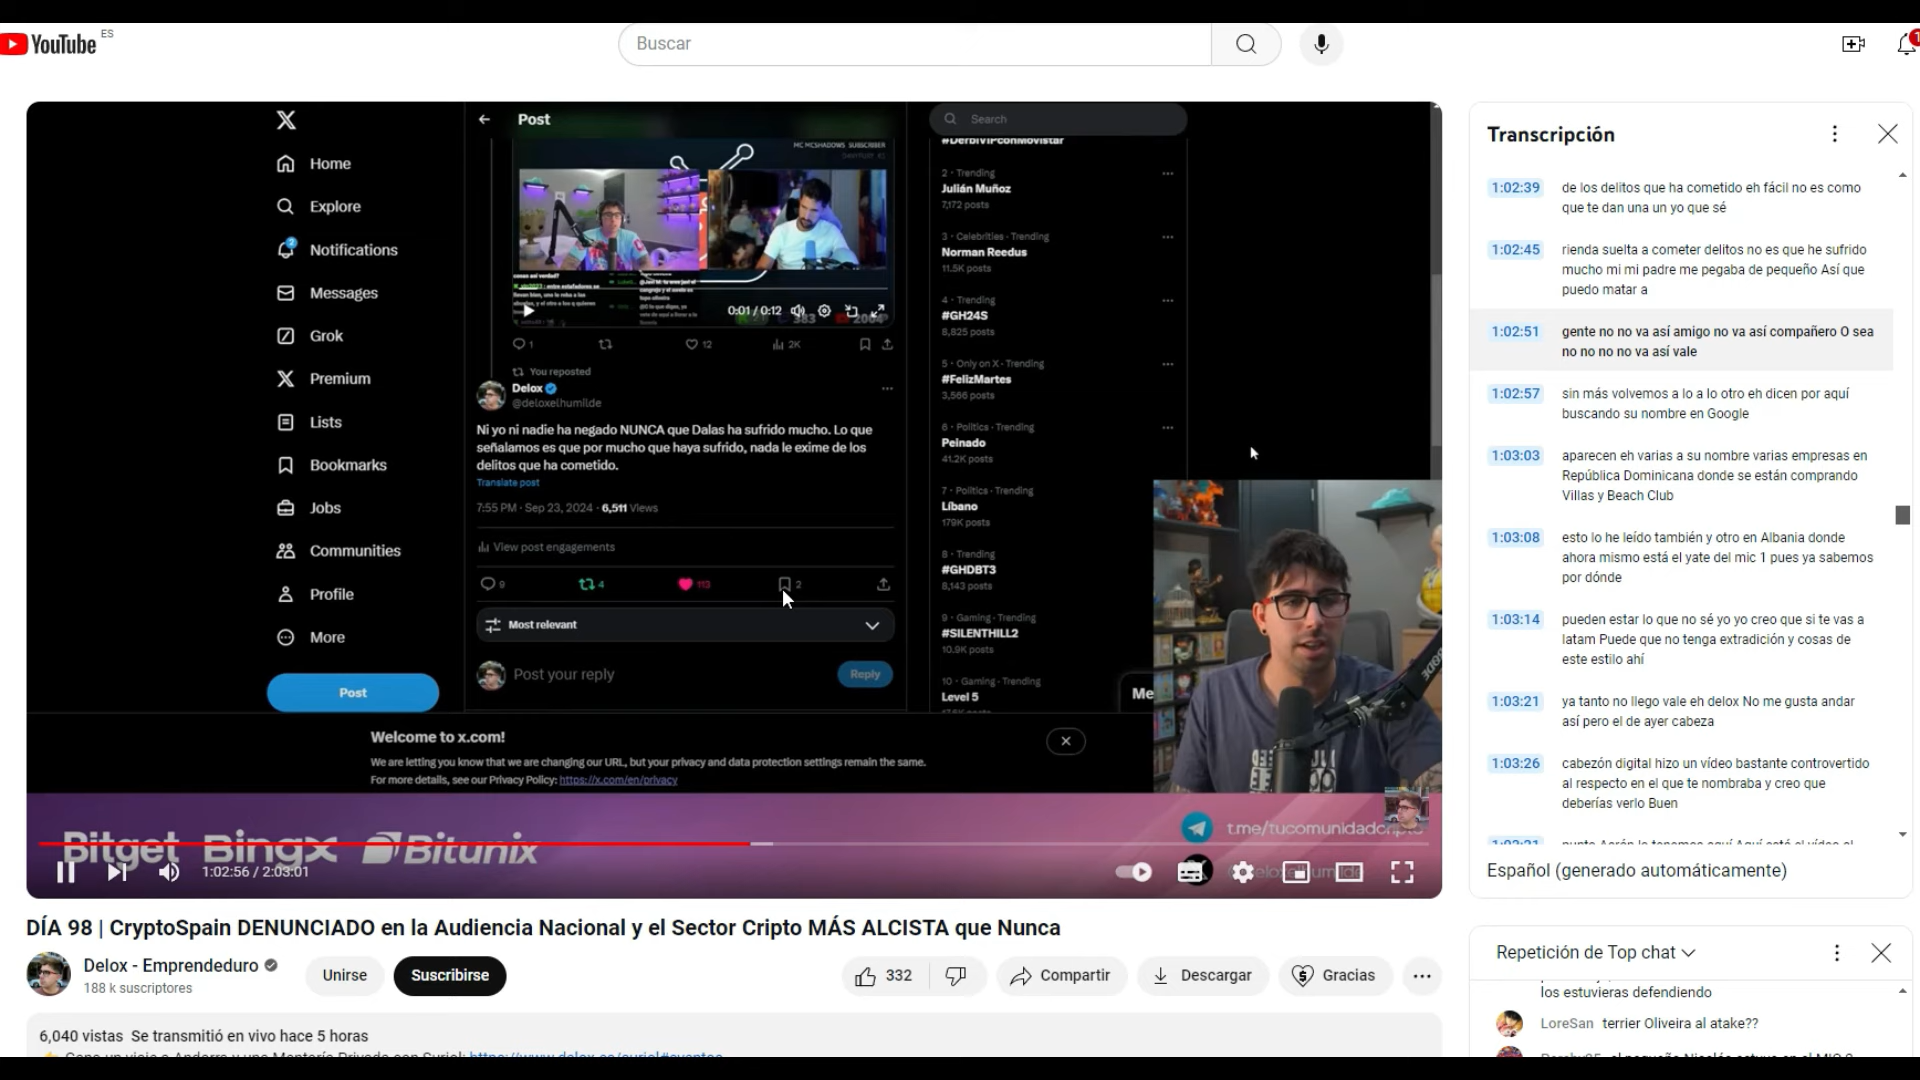 YouTube ES
Buscar
Post
Search
MC MCSHADOWS SUBSCRIBER
Home
Explore
2
Notifications
Messages
Grok
Premium
Lists
Bookmarks
Jobs
Communities
Profile
More
Post
0:01 / 0:12
1
12
2K
You reposted
Delox
@deloxelhumilde
Ni yo ni nadie ha negado NUNCA que Dalas ha sufrido mucho. Lo que
señalamos es que por mucho que haya sufrido, nada le exime de los
delitos que ha cometido.
Translate post
7:55 PM · Sep 23, 2024 · 6,511 Views
View post engagements
9
4
113
2
Most relevant
Post your reply
Reply
#DerbiVIPconMovistar
2 · Trending
Julián Muñoz
7,172 posts
3 · Celebrities · Trending
Norman Reedus
11.5K posts
4 · Trending
#GH24S
8,825 posts
5 · Only on X · Trending
#FelizMartes
3,566 posts
6 · Politics · Trending
Peinado
41.2K posts
7 · Politics · Trending
Líbano
179K posts
8 · Trending
#GHDBT3
8,143 posts
9 · Gaming · Trending
#SILENTHILL2
10.9K posts
10 · Gaming · Trending
Level 5
Me
Welcome to x.com!
We are letting you know that we are changing our URL, but your privacy and data protection settings remain the same.
For more details, see our Privacy Policy: https://x.com/en/privacy
Bitget BingX Bitunix
t.me/tucomunidadcripto
1:02:56 / 2:03:01
DÍA 98 | CryptoSpain DENUNCIADO en la Audiencia Nacional y el Sector Cripto MÁS ALCISTA que Nunca
Delox - Emprendeduro
188 k suscriptores
Unirse
Suscribirse
332
Compartir
Descargar
Gracias
6,040 vistas Se transmitió en vivo hace 5 horas
Transcripción
1:02:39 de los delitos que ha cometido eh fácil no es como
que te dan una un yo que sé
1:02:45 rienda suelta a cometer delitos no es que he sufrido
mucho mi mi padre me pegaba de pequeño Así que
puedo matar a
1:02:51 gente no no va así amigo no va así compañero O sea
no no no no va así vale
1:02:57 sin más volvemos a lo a lo otro eh dicen por aquí
buscando su nombre en Google
1:03:03 aparecen eh varias a su nombre varias empresas en
República Dominicana donde se están comprando
Villas y Beach Club
1:03:08 esto lo he leído también y otro en Albania donde
ahora mismo está el yate del mic 1 pues ya sabemos
por dónde
1:03:14 pueden estar lo que no sé yo yo creo que si te vas a
latam Puede que no tenga extradición y cosas de
este estilo ahí
1:03:21 ya tanto no llego vale eh delox No me gusta andar
así pero el de ayer cabeza
1:03:26 cabezón digital hizo un vídeo bastante controvertido
al respecto en el que te nombraba y creo que
deberías verlo Buen
Español (generado automáticamente)
Repetición de Top chat
los estuvieras defendiendo
LoreSan terrier Oliveira al atake??